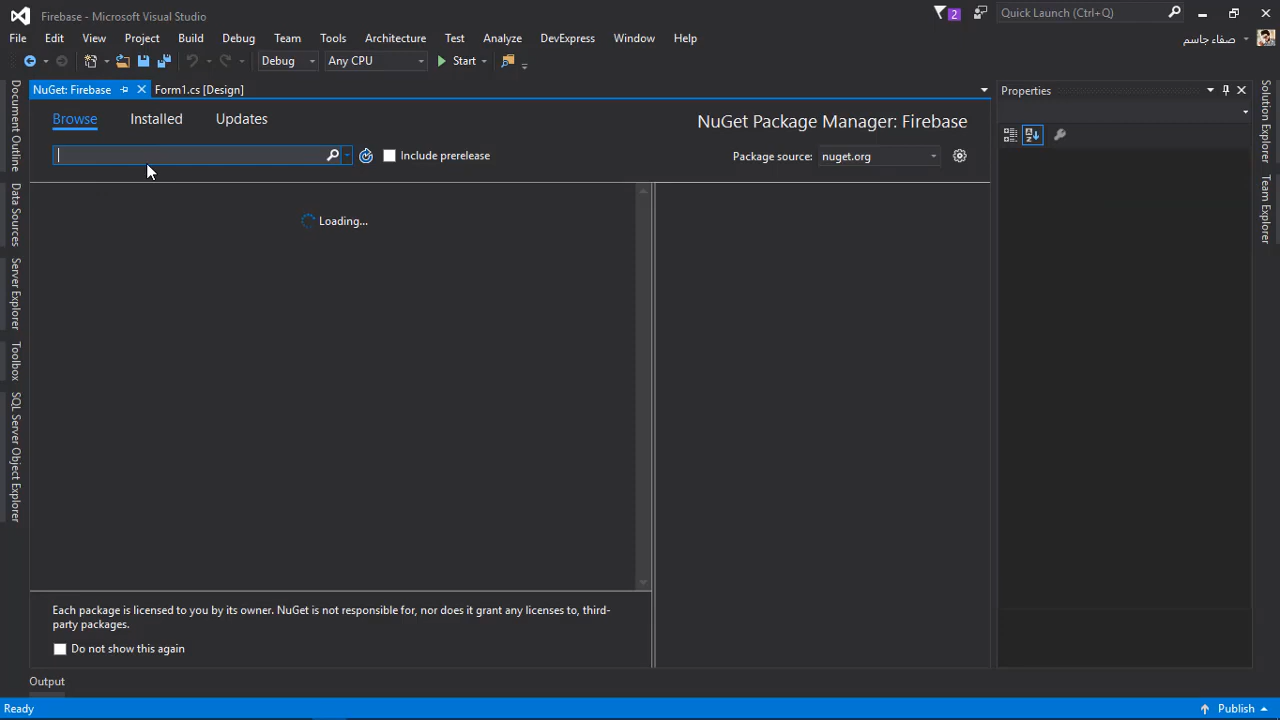 Firebase - Microsoft Visual Studio
2
Quick Launch (Ctrl+Q)
File Edit View Project Build Debug Team Tools Architecture Test Analyze DevExpress Window Help
صفاء جاسم
Debug Any CPU Start
NuGet: Firebase Form1.cs [Design]
Properties
Browse Installed Updates
NuGet Package Manager: Firebase
Include prerelease
Package source: nuget.org
Loading...
Document Outline
Data Sources
Server Explorer
Toolbox
SQL Server Object Explorer
Solution Explorer
Team Explorer
Each package is licensed to you by its owner. NuGet is not responsible for, nor does it grant any licenses to, third-
party packages.
Do not show this again
Output
Ready
Publish